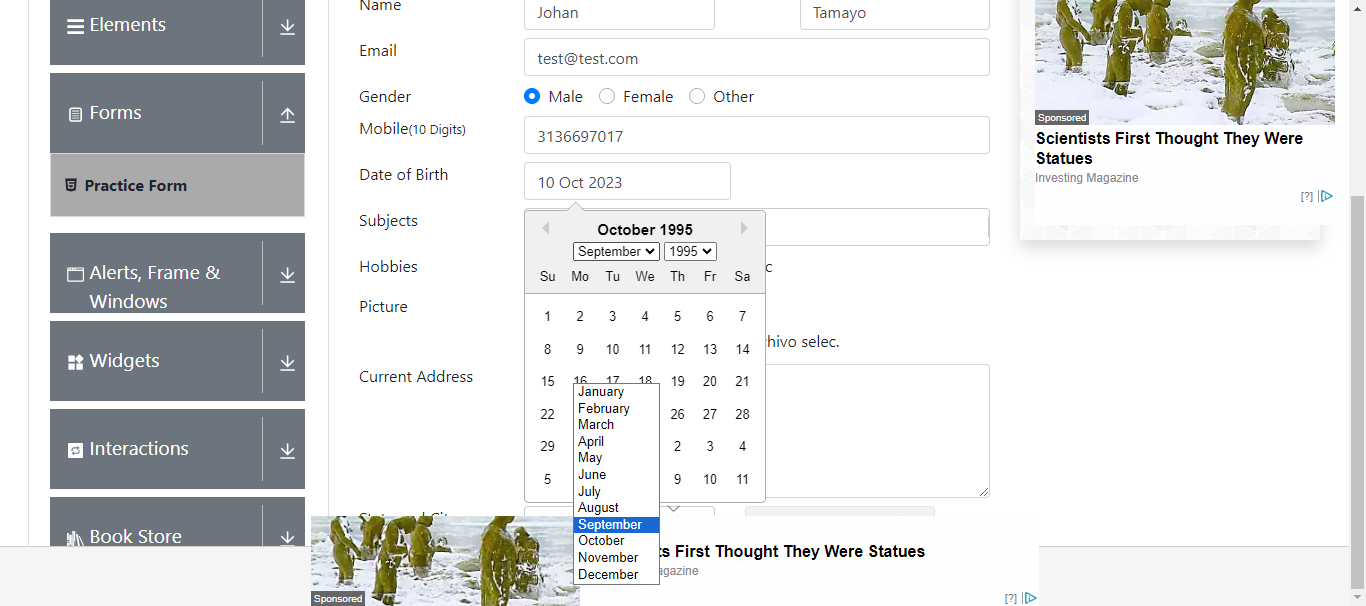 Elements
Forms
Practice Form
Alerts, Frame &
Windows
Widgets
Interactions
Book Store
Name
Johan
Tamayo
Email
test@test.com
Gender
Male
Female
Other
Mobile(10 Digits)
3136697017
Date of Birth
10 Oct 2023
Subjects
Hobbies
Picture
hivo selec.
Current Address
October 1995
September
1995
Su Mo Tu We Th Fr Sa
1 2 3 4 5 6 7
8 9 10 11 12 13 14
15 16 17 18 19 20 21
22 26 27 28
29 2 3 4
5 9 10 11
January
February
March
April
May
June
July
August
September
October
November
December
Sponsored
ts First Thought They Were Statues
agazine
[?]
Sponsored
Scientists First Thought They Were
Statues
Investing Magazine
[?]